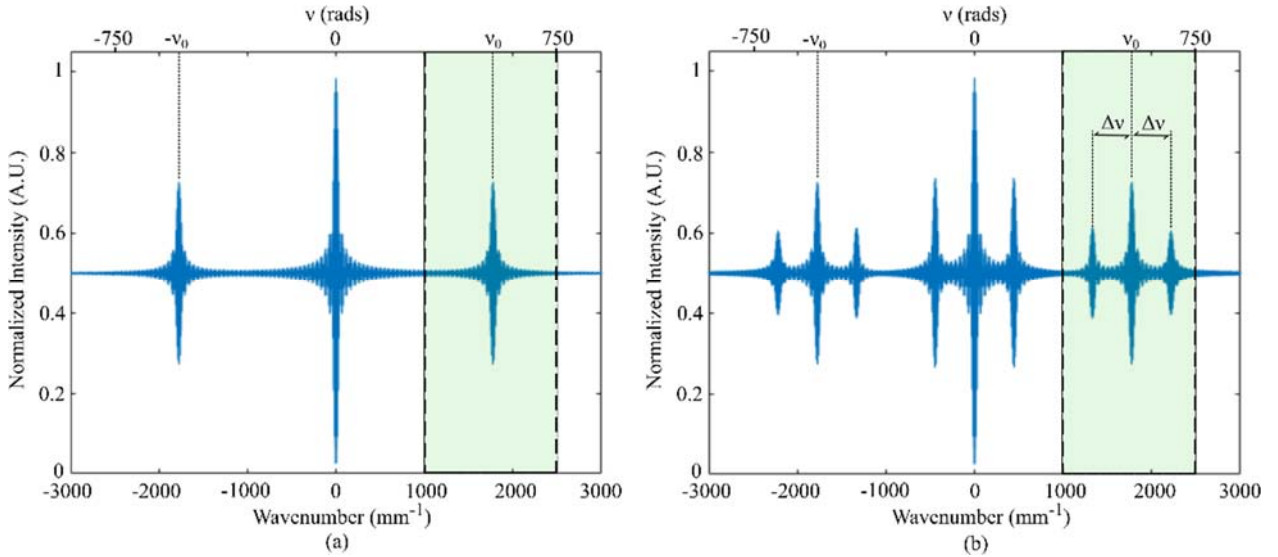 ν (rads)
-750 -ν₀ 0 ν₀ 750
Normalized Intensity (A.U.)
1
0.8
0.6
0.4
0.2
0
-3000 -2000 -1000 0 1000 2000 3000
Wavenumber (mm⁻¹)
(a)
ν (rads)
-750 -ν₀ 0 ν₀ 750
Δν Δν
Normalized Intensity (A.U.)
1
0.8
0.6
0.4
0.2
0
-3000 -2000 -1000 0 1000 2000 3000
Wavenumber (mm⁻¹)
(b)